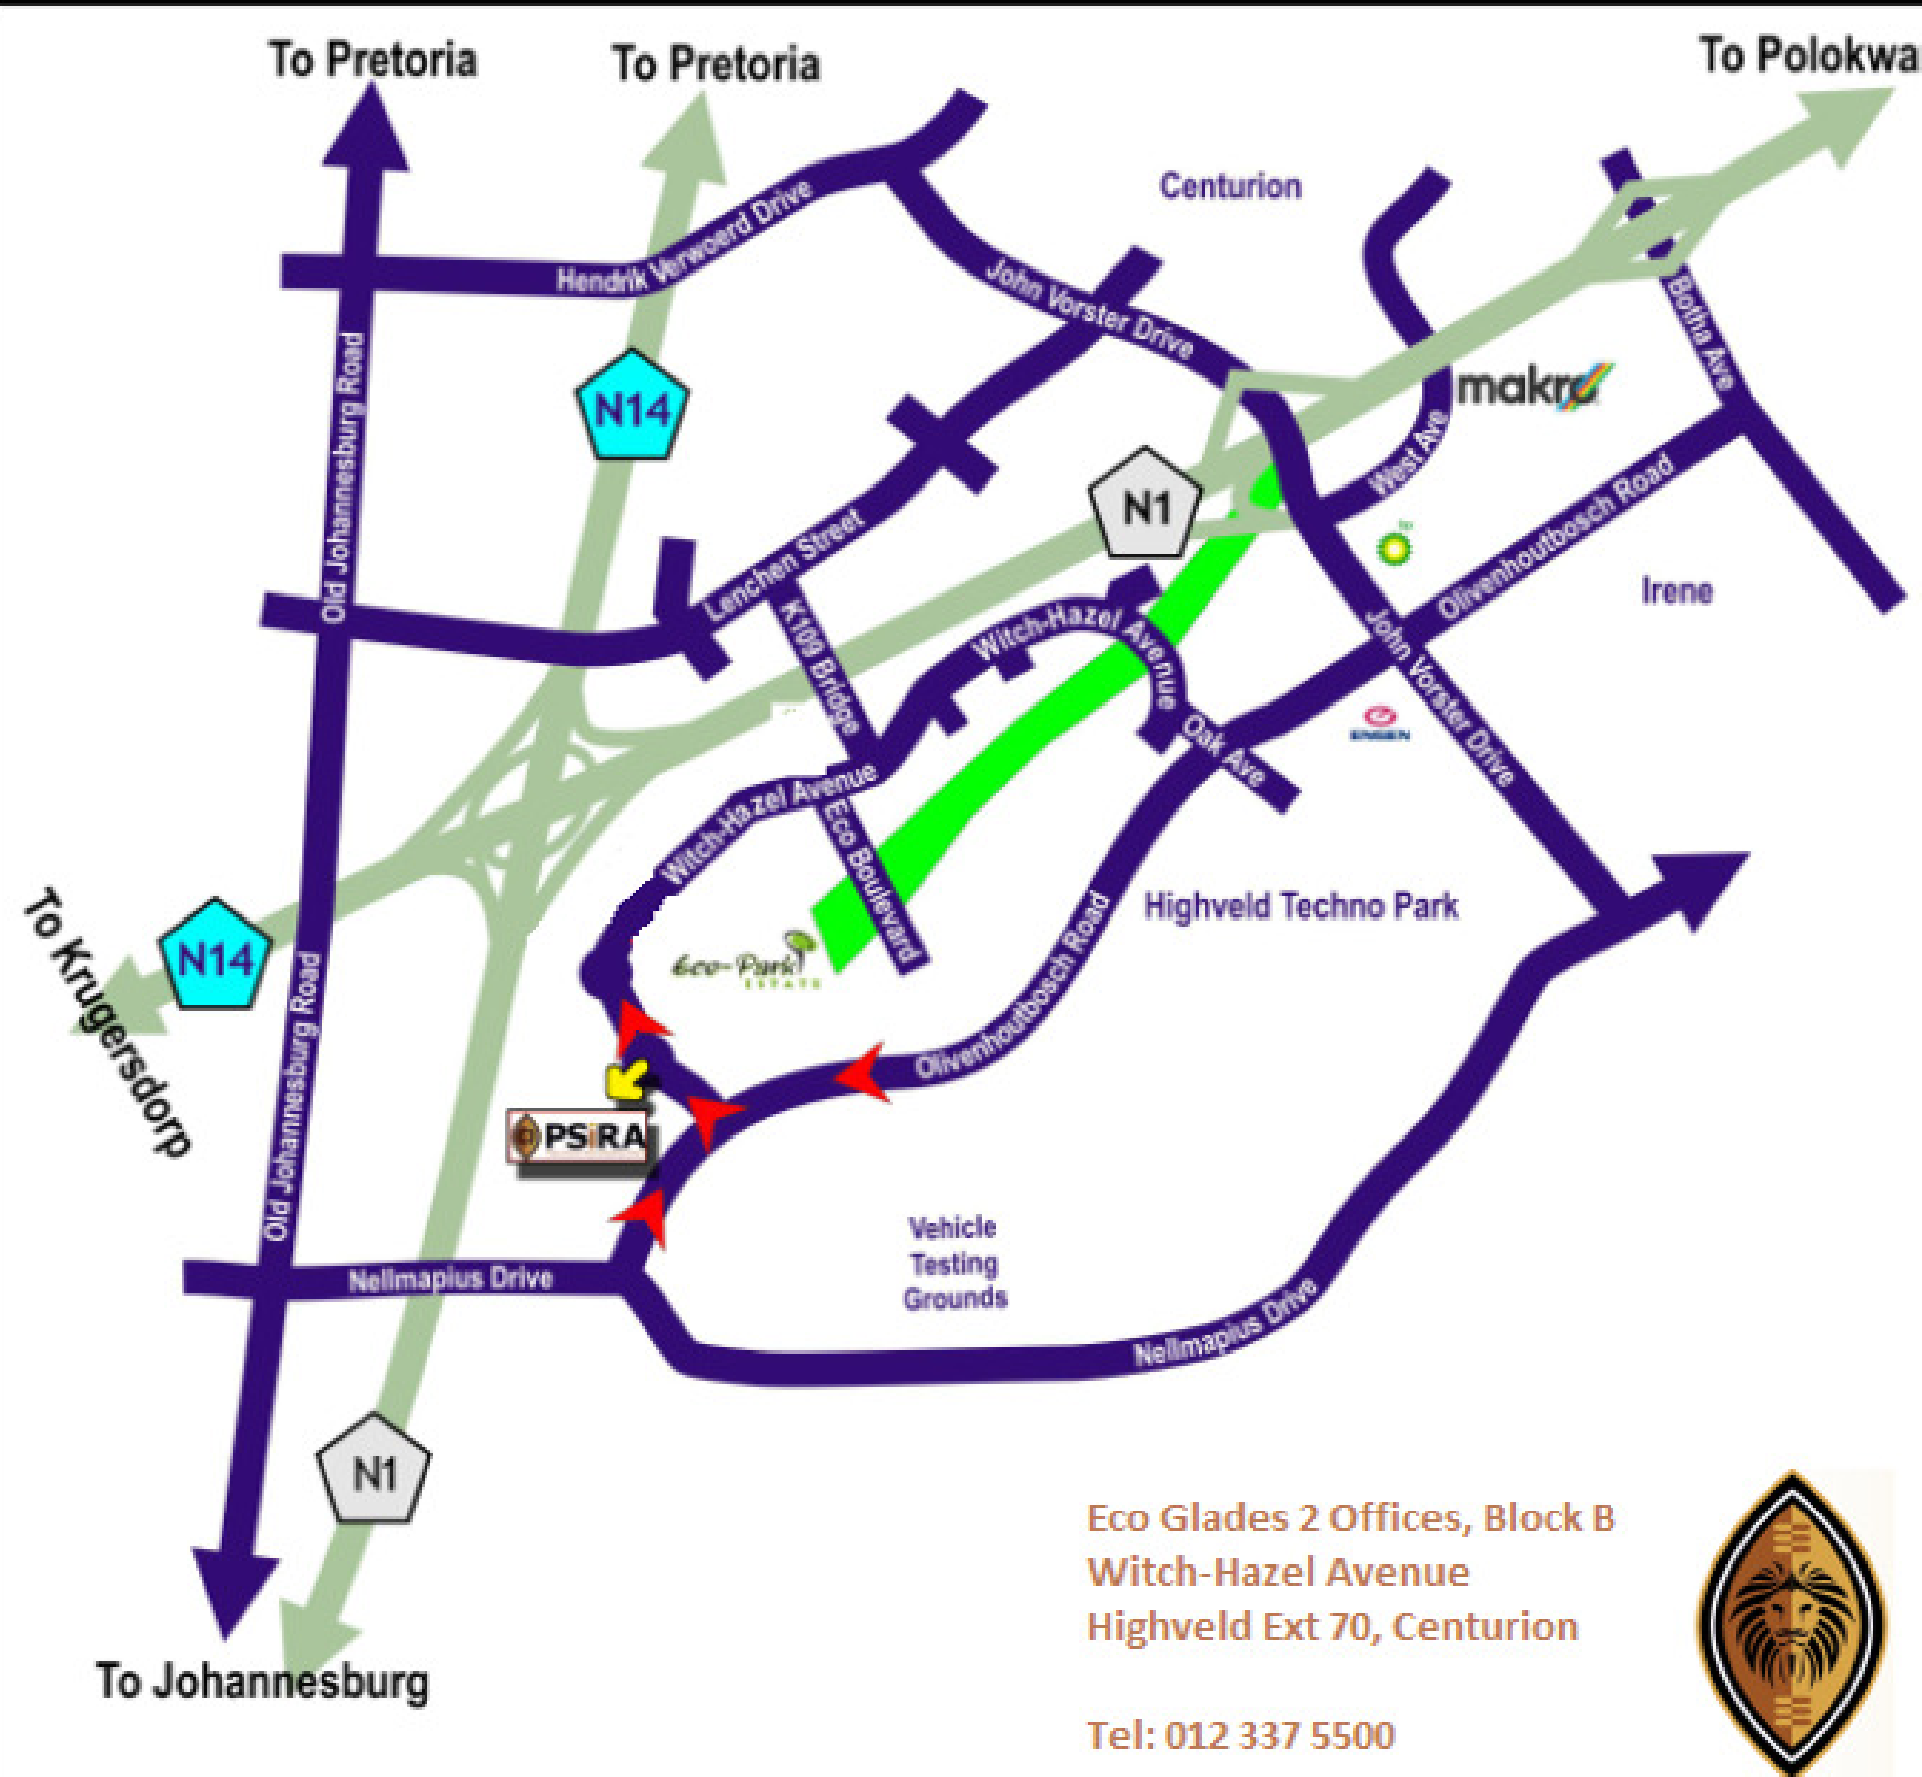 To Pretoria
To Pretoria
To Polokwa
Centurion
Hendrik Verwoerd Drive
John Vorster Drive
Botha Ave
Old Johannesburg Road
N14
makro
West Ave
N1
Olivenhoutbosch Road
Lenchen Street
Irene
K109 Bridge
Witch-Hazel Avenue
John Vorster Drive
Oak Ave
ENGEN
Witch-Hazel Avenue
Eco Boulevard
Highveld Techno Park
To Krugersdorp
N14
Eco-Park
ESTATE
Olivenhoutbosch Road
Old Johannesburg Road
PSiRA
Vehicle
Testing
Grounds
Nellmapius Drive
Nellmapius Drive
N1
To Johannesburg
Eco Glades 2 Offices, Block B
Witch-Hazel Avenue
Highveld Ext 70, Centurion
Tel: 012 337 5500